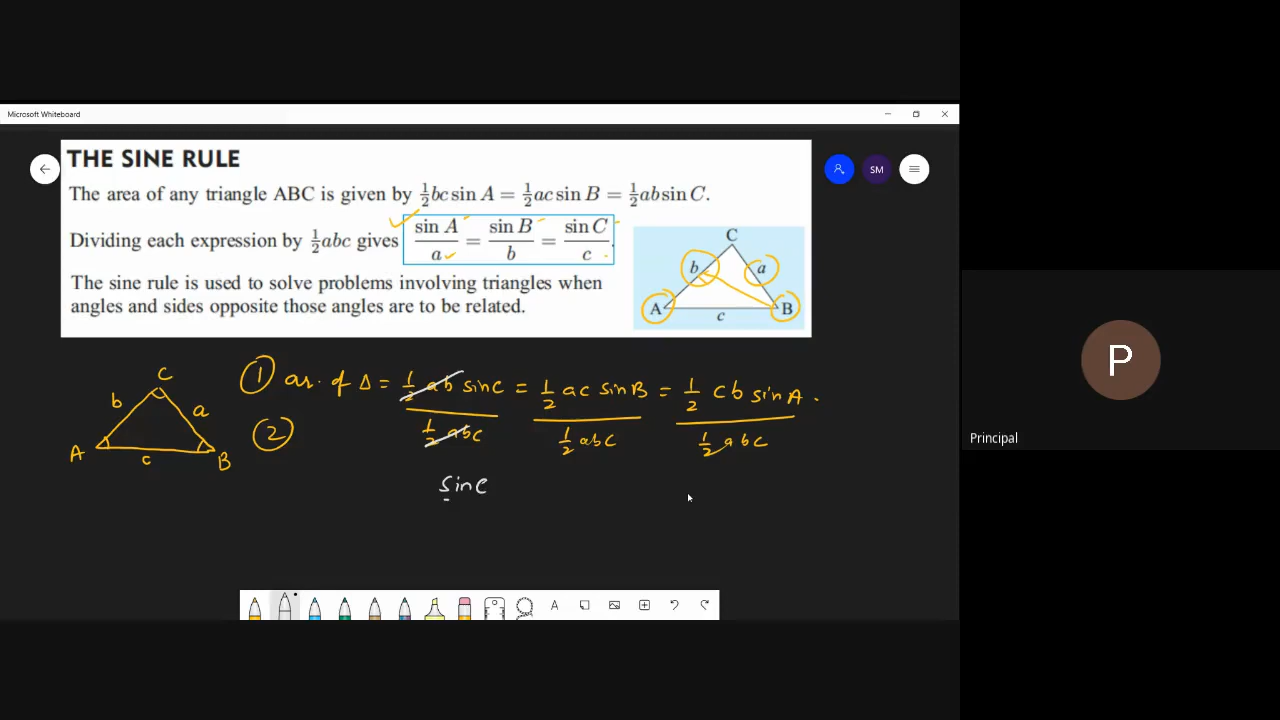 Microsoft Whiteboard
THE SINE RULE
The area of any triangle ABC is given by ½bc sin A = ½ac sin B = ½ab sin C.
Dividing each expression by ½abc gives sin A/a = sin B/b = sin C/c.
The sine rule is used to solve problems involving triangles when
angles and sides opposite those angles are to be related.
C
b a
A B
c
SM
① ar. of Δ = ½ ab sinC = ½ ac sinB = ½ cb sinA.
② ½ abc ½ abc ½ abc
sinC
C
b a
A B
c
A
P
Principal